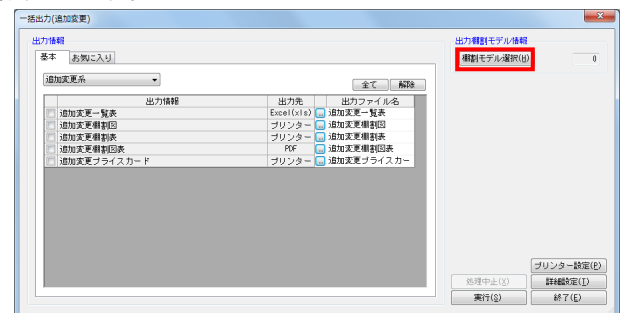 一括出力(追加変更)
出力情報
基本 お気に入り
追加変更系
全て 解除
出力情報 出力先 出力ファイル名
追加変更一覧表 Excel(xls) ... 追加変更一覧表
追加変更棚割図 プリンター ... 追加変更棚割図
追加変更棚割表 プリンター ... 追加変更棚割表
追加変更棚割図表 PDF ... 追加変更棚割図表
追加変更プライスカード プリンター ... 追加変更プライスカー
出力棚割モデル情報
棚割モデル選択(H) 0
プリンター設定(P)
処理中止(X) 詳細設定(I)
実行(S) 終了(E)